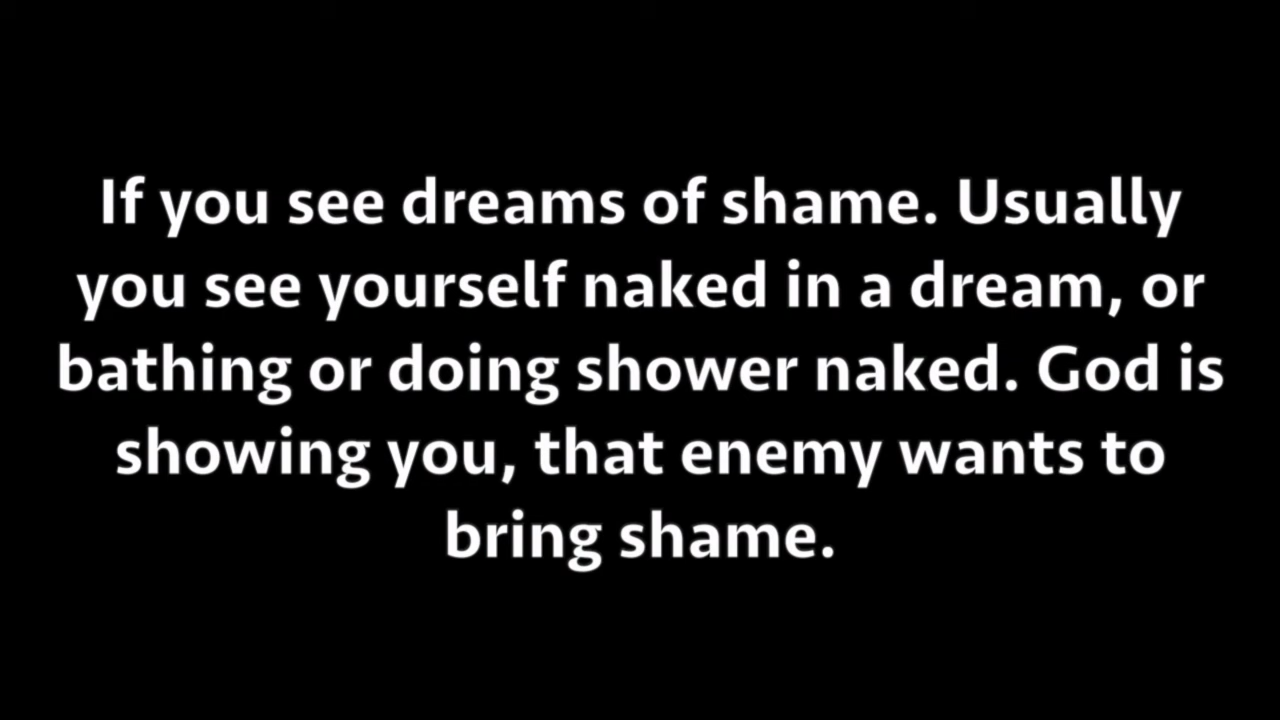 If you see dreams of shame. Usually
you see yourself naked in a dream, or
bathing or doing shower naked. God is
showing you, that enemy wants to
bring shame.